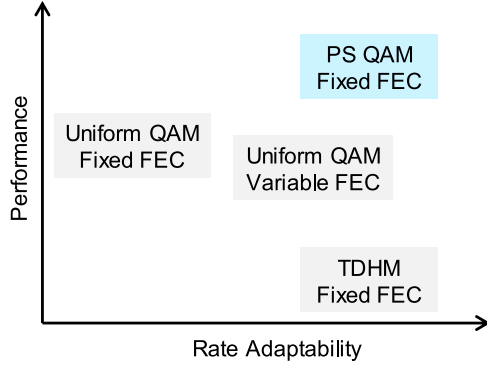 PS QAM
Fixed FEC
Uniform QAM
Fixed FEC
Uniform QAM
Variable FEC
TDHM
Fixed FEC
Performance
Rate Adaptability